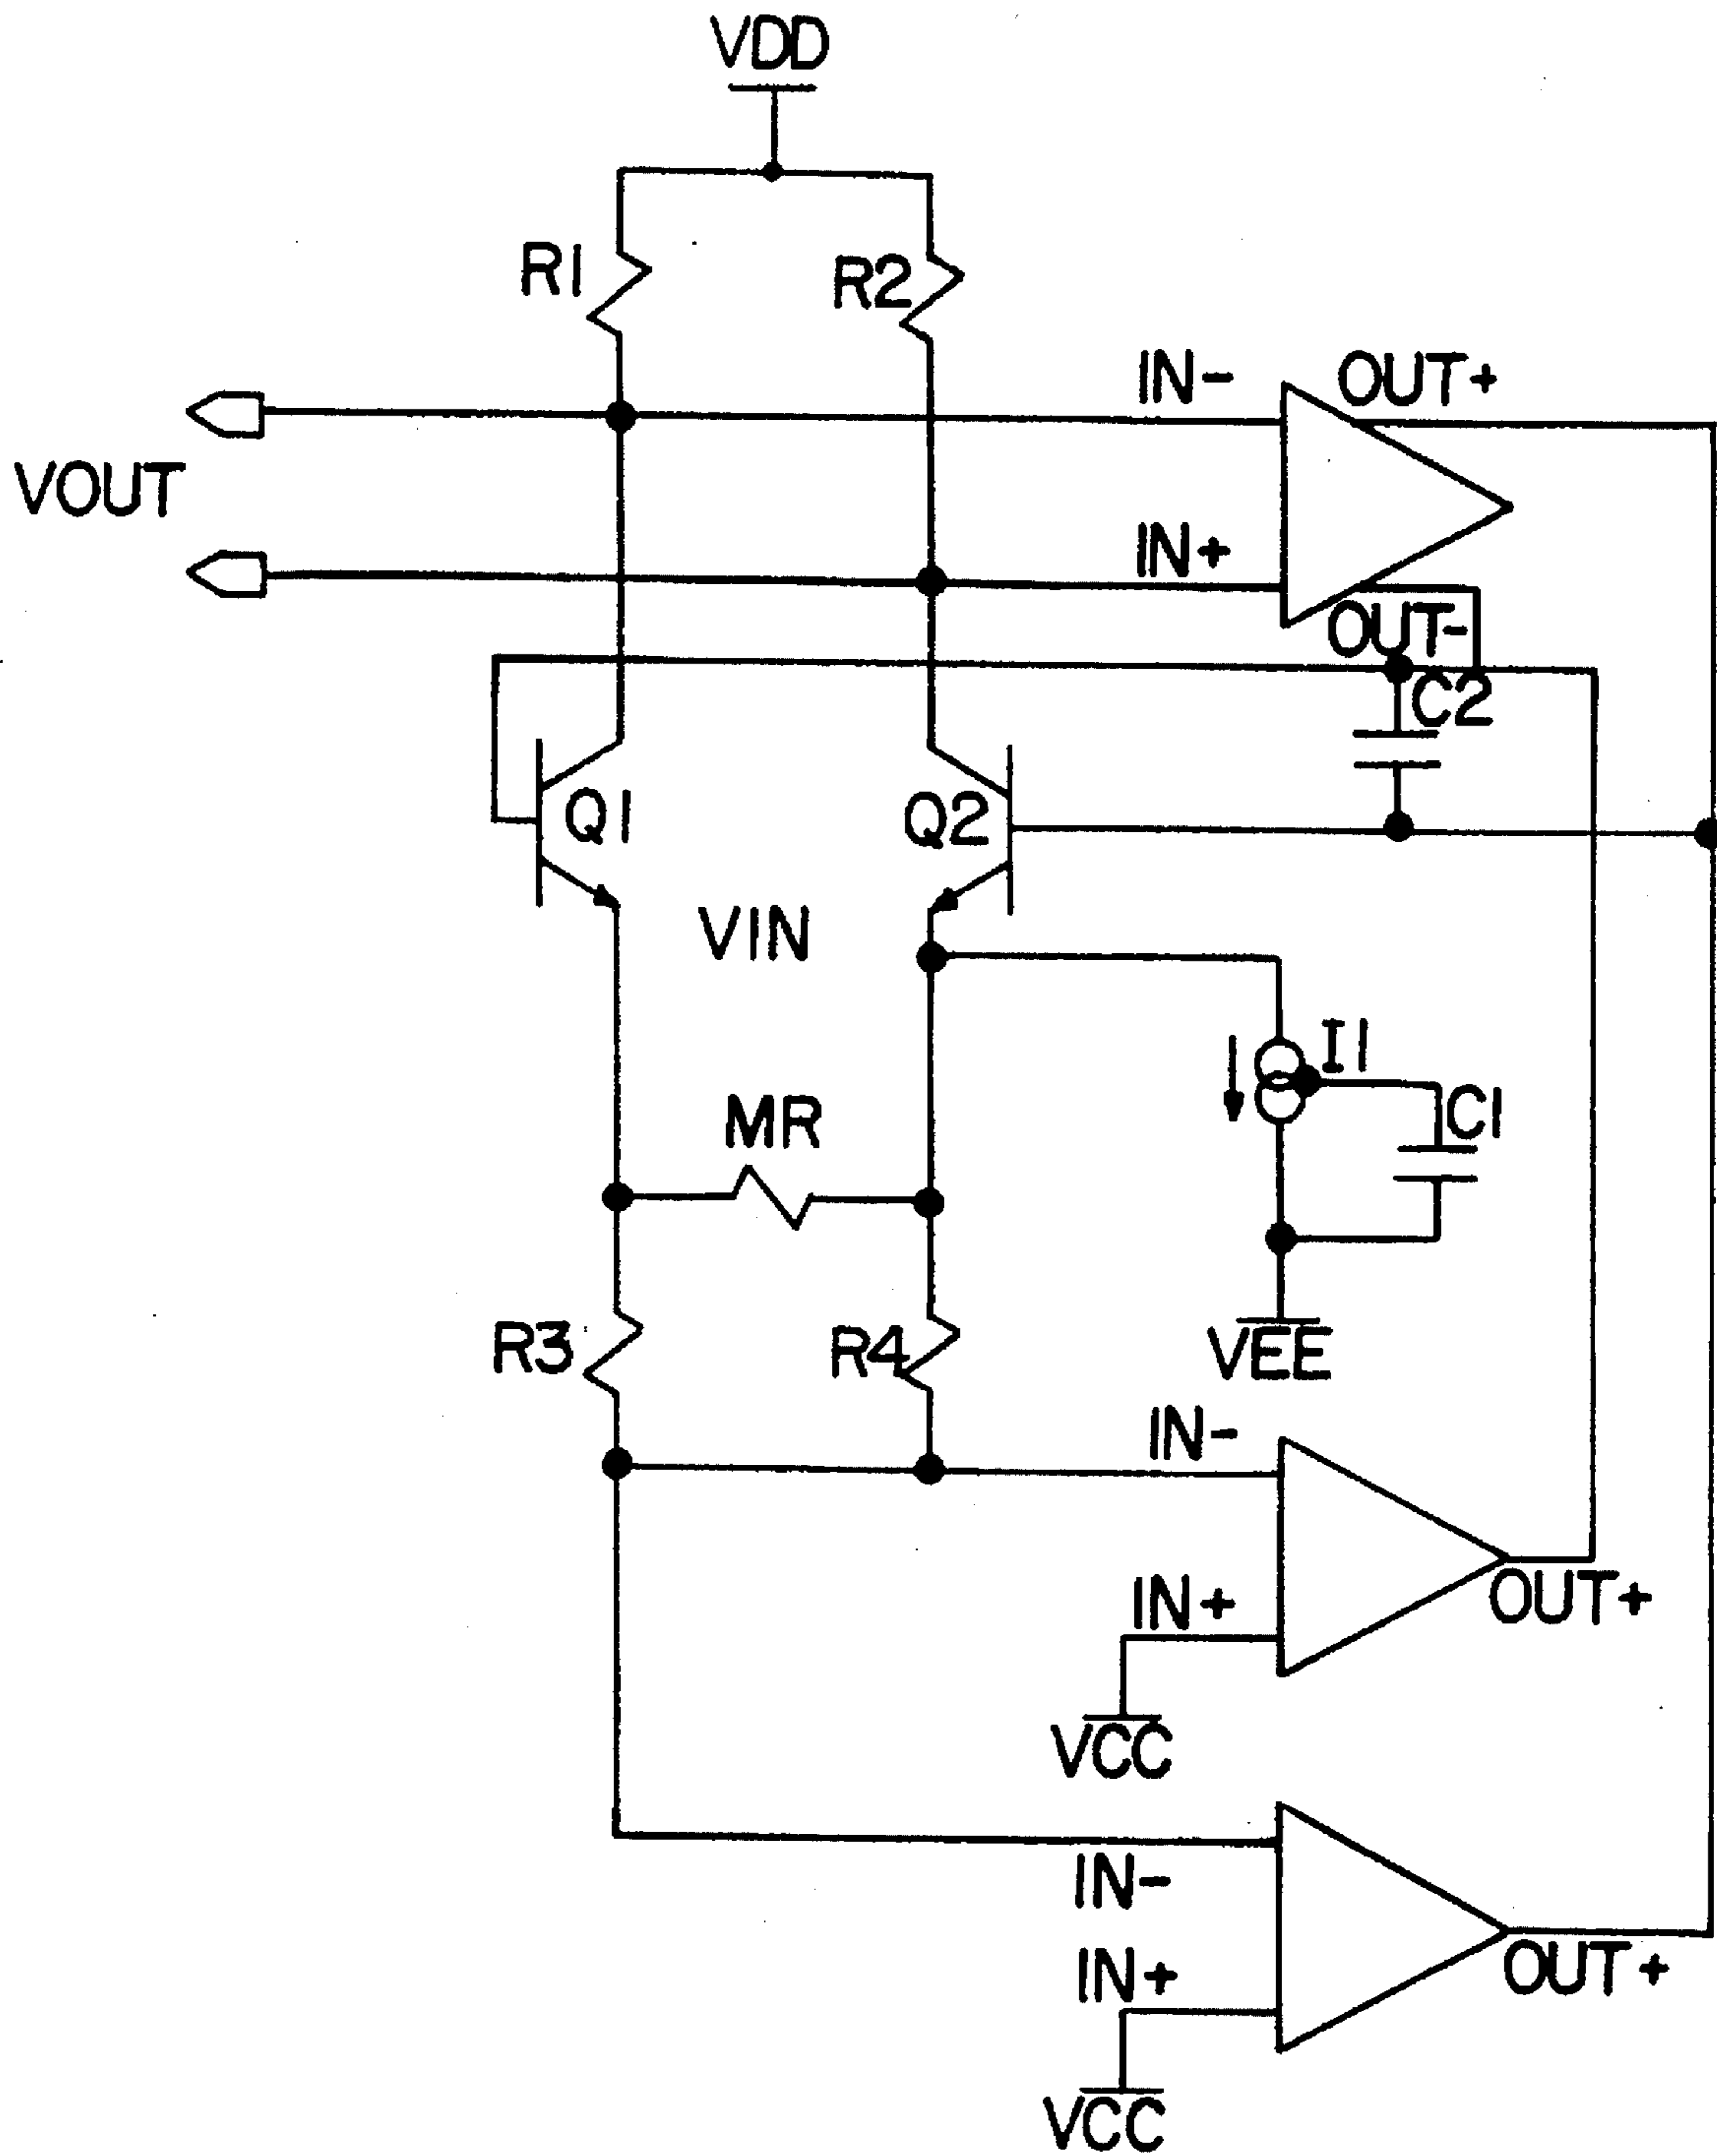 VDD
R1
R2
IN-
OUT+
VOUT
IN+
OUT-
C2
Q1
Q2
VIN
I1
C1
MR
R3
R4
VEE
IN-
IN+
OUT+
VCC
IN-
IN+
OUT+
VCC